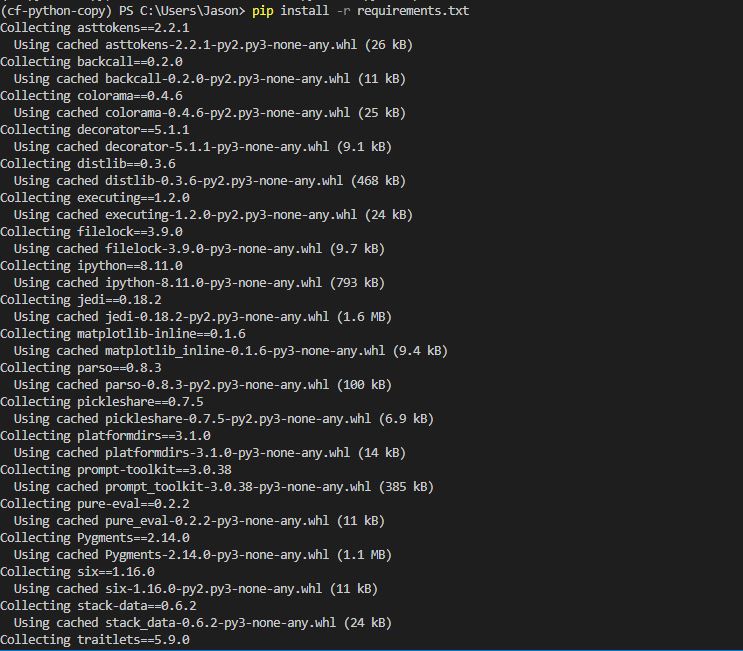 (cf-python-copy) PS C:\Users\Jason> pip install -r requirements.txt
Collecting asttokens==2.2.1
  Using cached asttokens-2.2.1-py2.py3-none-any.whl (26 kB)
Collecting backcall==0.2.0
  Using cached backcall-0.2.0-py2.py3-none-any.whl (11 kB)
Collecting colorama==0.4.6
  Using cached colorama-0.4.6-py2.py3-none-any.whl (25 kB)
Collecting decorator==5.1.1
  Using cached decorator-5.1.1-py3-none-any.whl (9.1 kB)
Collecting distlib==0.3.6
  Using cached distlib-0.3.6-py2.py3-none-any.whl (468 kB)
Collecting executing==1.2.0
  Using cached executing-1.2.0-py2.py3-none-any.whl (24 kB)
Collecting filelock==3.9.0
  Using cached filelock-3.9.0-py3-none-any.whl (9.7 kB)
Collecting ipython==8.11.0
  Using cached ipython-8.11.0-py3-none-any.whl (793 kB)
Collecting jedi==0.18.2
  Using cached jedi-0.18.2-py2.py3-none-any.whl (1.6 MB)
Collecting matplotlib-inline==0.1.6
  Using cached matplotlib_inline-0.1.6-py3-none-any.whl (9.4 kB)
Collecting parso==0.8.3
  Using cached parso-0.8.3-py2.py3-none-any.whl (100 kB)
Collecting pickleshare==0.7.5
  Using cached pickleshare-0.7.5-py2.py3-none-any.whl (6.9 kB)
Collecting platformdirs==3.1.0
  Using cached platformdirs-3.1.0-py3-none-any.whl (14 kB)
Collecting prompt-toolkit==3.0.38
  Using cached prompt_toolkit-3.0.38-py3-none-any.whl (385 kB)
Collecting pure-eval==0.2.2
  Using cached pure_eval-0.2.2-py3-none-any.whl (11 kB)
Collecting Pygments==2.14.0
  Using cached Pygments-2.14.0-py3-none-any.whl (1.1 MB)
Collecting six==1.16.0
  Using cached six-1.16.0-py2.py3-none-any.whl (11 kB)
Collecting stack-data==0.6.2
  Using cached stack_data-0.6.2-py3-none-any.whl (24 kB)
Collecting traitlets==5.9.0